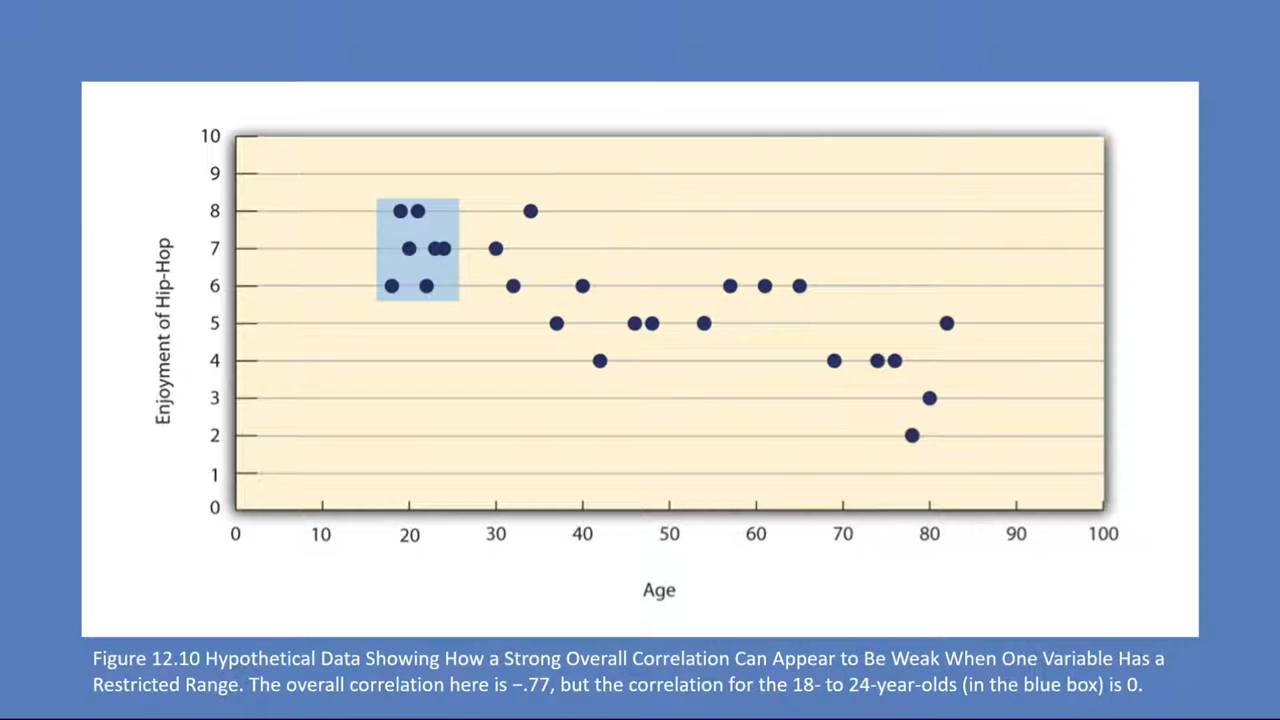 10
9
8
7
6
5
4
3
2
1
0
Enjoyment of Hip-Hop
0 10 20 30 40 50 60 70 80 90 100
Age
Figure 12.10 Hypothetical Data Showing How a Strong Overall Correlation Can Appear to Be Weak When One Variable Has a
Restricted Range. The overall correlation here is −.77, but the correlation for the 18- to 24-year-olds (in the blue box) is 0.